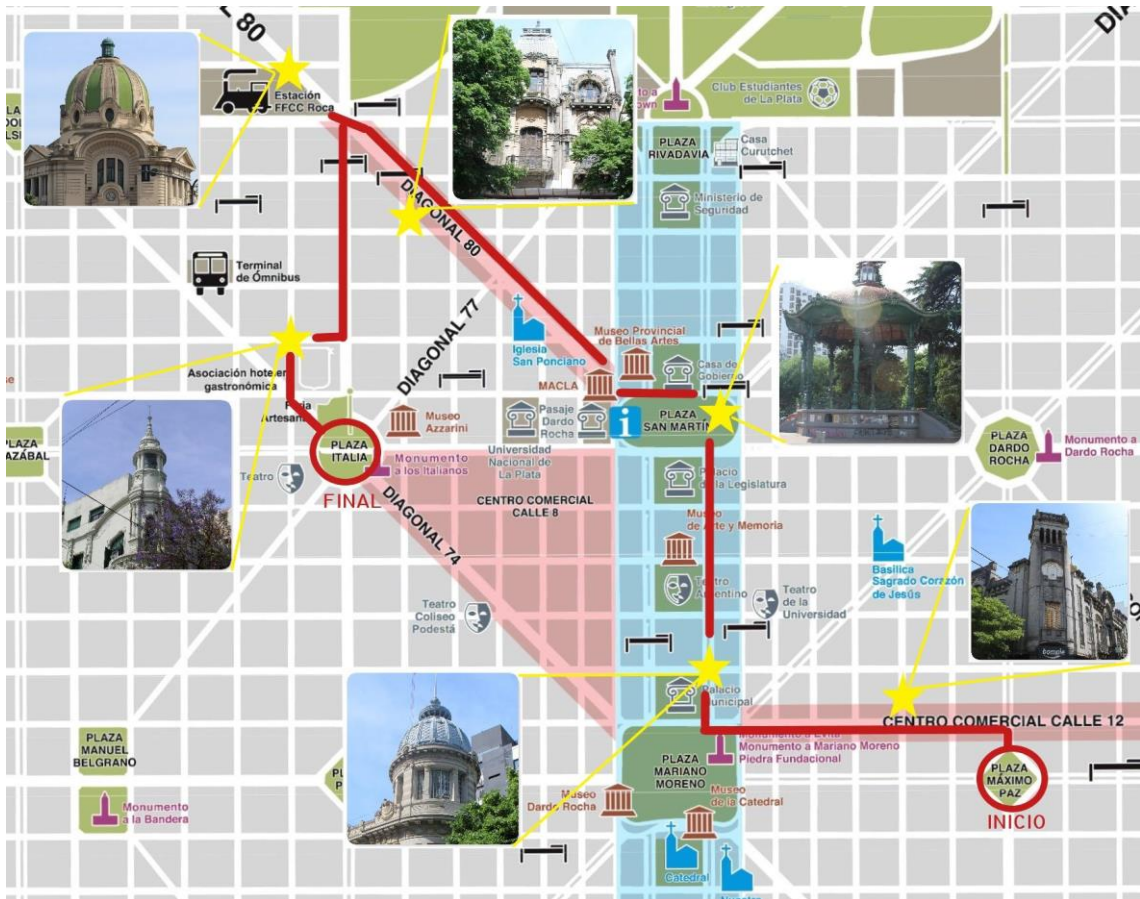 DIAGONAL 80
Estación
FFCC Roca
Club Estudiantes
de La Plata
PLAZA
RIVADAVIA
Casa
Curutchet
Ministerio de
Seguridad
DIAGONAL 80
Terminal
de Ómnibus
DIAGONAL 77
Iglesia
San Ponciano
Museo Provincial
de Bellas Artes
Casa de
Gobierno
MACLA
Asociación hotelera
gastronómica
Feria
Artesanal
Museo
Azzarini
Pasaje
Dardo
Rocha
i
PLAZA
SAN MARTÍN
PLAZA
ITALIA
Monumento
a los Italianos
Teatro
FINAL
Universidad
Nacional de
La Plata
CENTRO COMERCIAL
CALLE 8
DIAGONAL 74
Palacio
de la Legislatura
Museo
de Arte y Memoria
PLAZA
DARDO
ROCHA
Monumento a
Dardo Rocha
Basílica
Sagrado Corazón
de Jesús
Teatro
Argentino
Teatro
de la
Universidad
Teatro
Coliseo
Podestá
Palacio
Municipal
CENTRO COMERCIAL CALLE 12
PLAZA
MANUEL
BELGRANO
Monumento
a la Bandera
PLAZA
MARIANO
MORENO
Monumento a Evita
Monumento a Mariano Moreno
Piedra Fundacional
PLAZA
MÁXIMO
PAZ
INICIO
Museo
Dardo Rocha
Museo
de la Catedral
Catedral